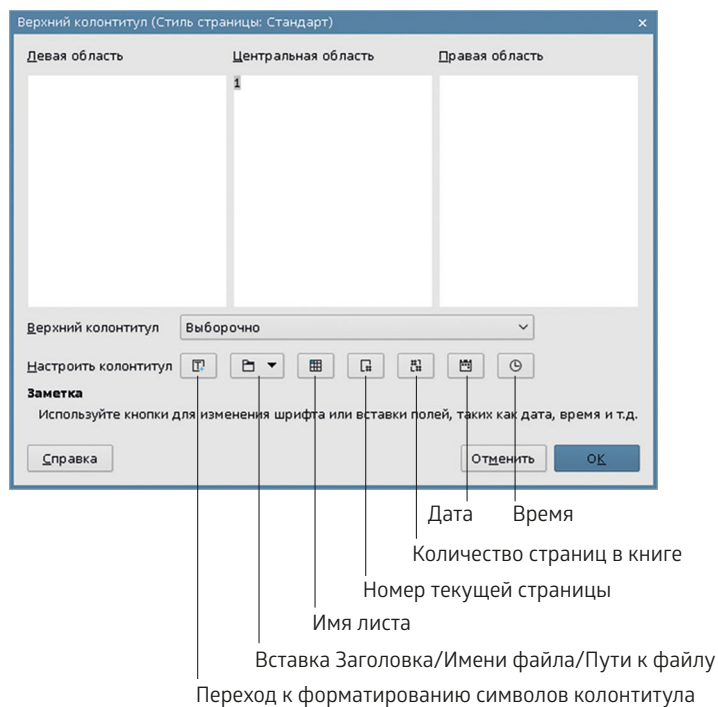 Верхний колонтитул (Стиль страницы: Стандарт)
Левая область Центральная область Правая область
1
Верхний колонтитул Выборочно
Настроить колонтитул
Заметка
Используйте кнопки для изменения шрифта или вставки полей, таких как дата, время и т.д.
Справка Отменить ОК
Дата Время
Количество страниц в книге
Номер текущей страницы
Имя листа
Вставка Заголовка/Имени файла/Пути к файлу
Переход к форматированию символов колонтитула